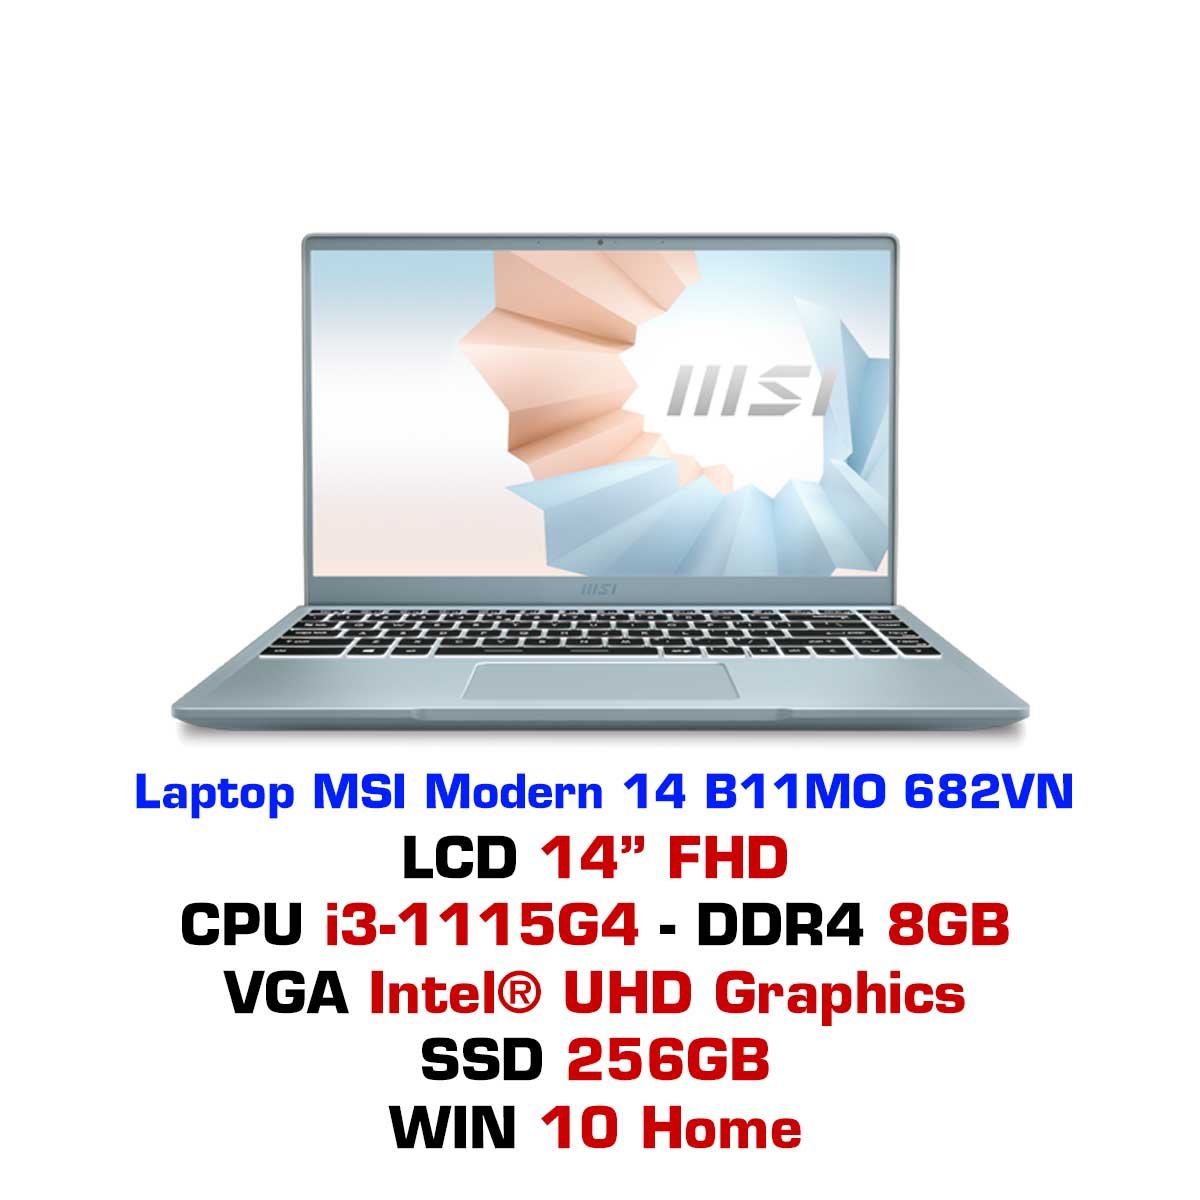 MSI
MSI
Laptop MSI Modern 14 B11MO 682VN
LCD 14” FHD
CPU i3-1115G4 - DDR4 8GB
VGA Intel® UHD Graphics
SSD 256GB
WIN 10 Home